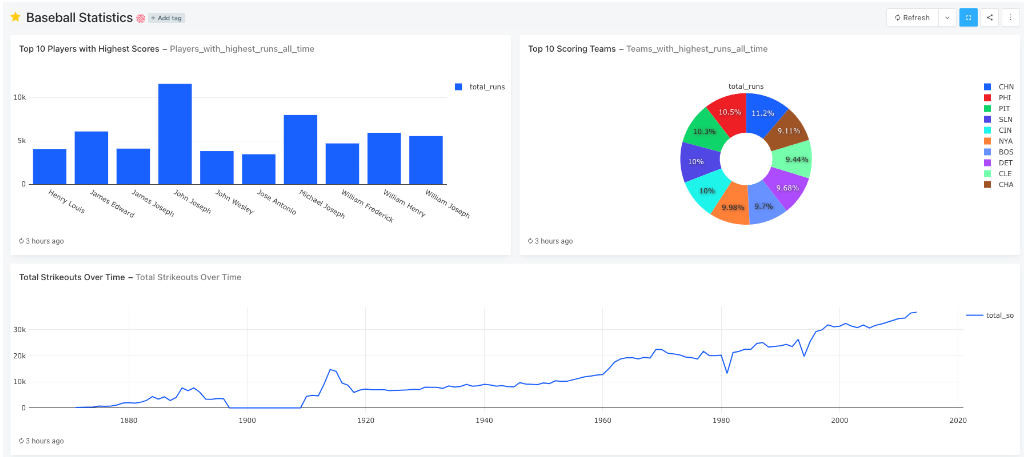 Baseball Statistics + Add tag
Refresh
Top 10 Players with Highest Scores – Players_with_highest_runs_all_time
total_runs
10k
5k
0
Henry Louis
James Edward
James Joseph
John Joseph
John Wesley
Jose Antonio
Michael Joseph
William Frederick
William Henry
William Joseph
3 hours ago
Top 10 Scoring Teams – Teams_with_highest_runs_all_time
total_runs
11.2%
9.11%
9.44%
9.68%
9.7%
9.98%
10%
10%
10.3%
10.5%
CHN
PHI
PIT
SLN
CIN
NYA
BOS
DET
CLE
CHA
3 hours ago
Total Strikeouts Over Time – Total Strikeouts Over Time
total_so
30k
20k
10k
0
1880 1900 1920 1940 1960 1980 2000 2020
3 hours ago